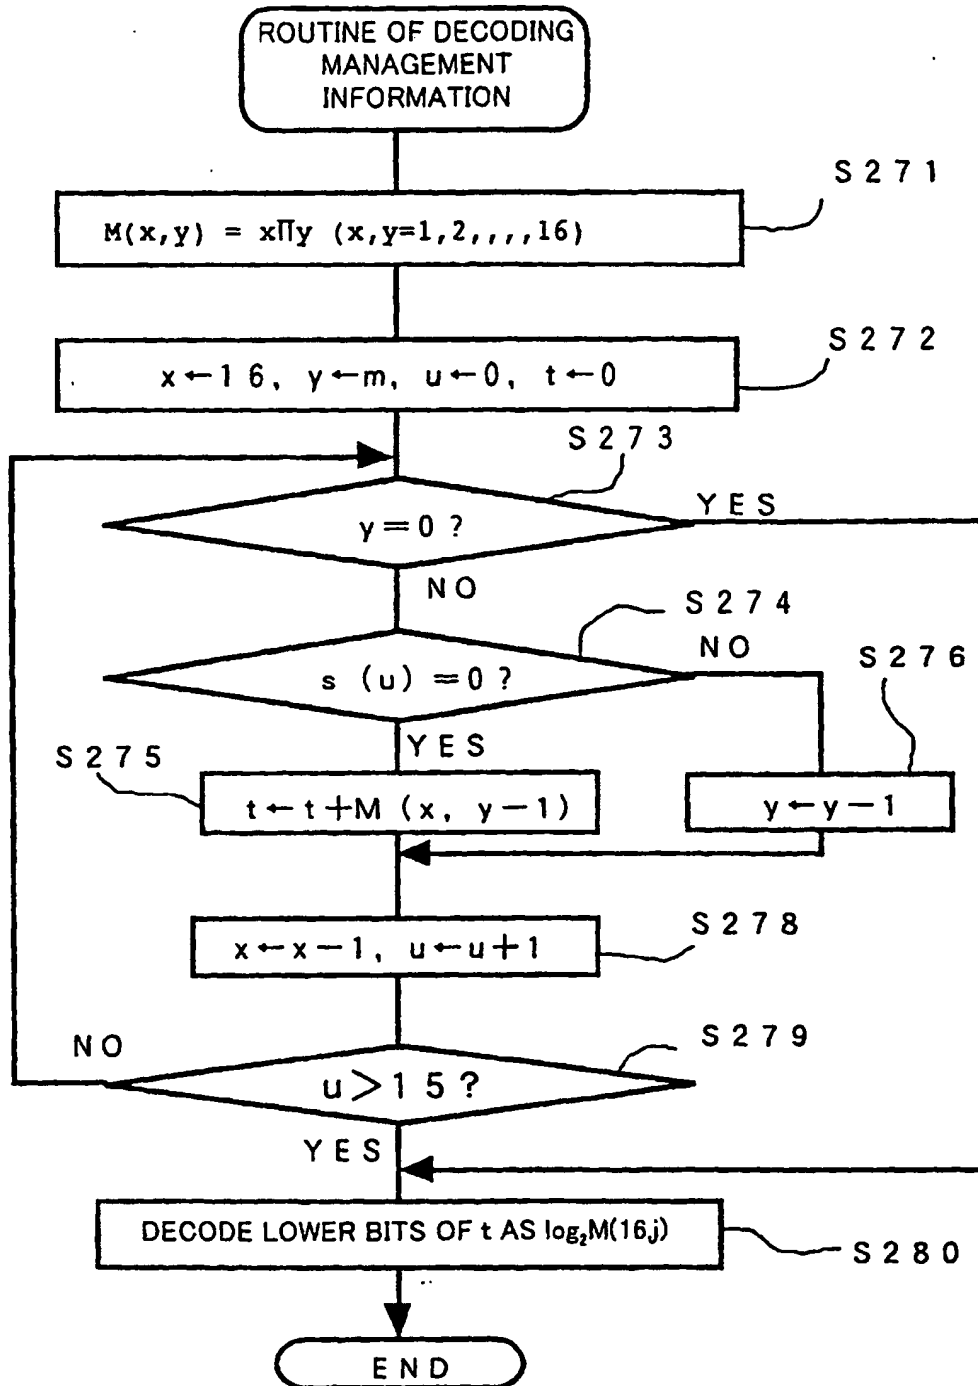 ROUTINE OF DECODING
MANAGEMENT
INFORMATION
S271
M(x,y) = xΠy (x,y=1,2,,,,16)
S272
x←16, y←m, u←0, t←0
S273
y=0?
YES
NO
S274
s (u) =0?
NO
S276
YES
S275
t←t+M (x, y−1)
y←y−1
x←x−1, u←u+1
S278
S279
NO
u>15?
YES
DECODE LOWER BITS OF t AS log₂M(16,j)
S280
END